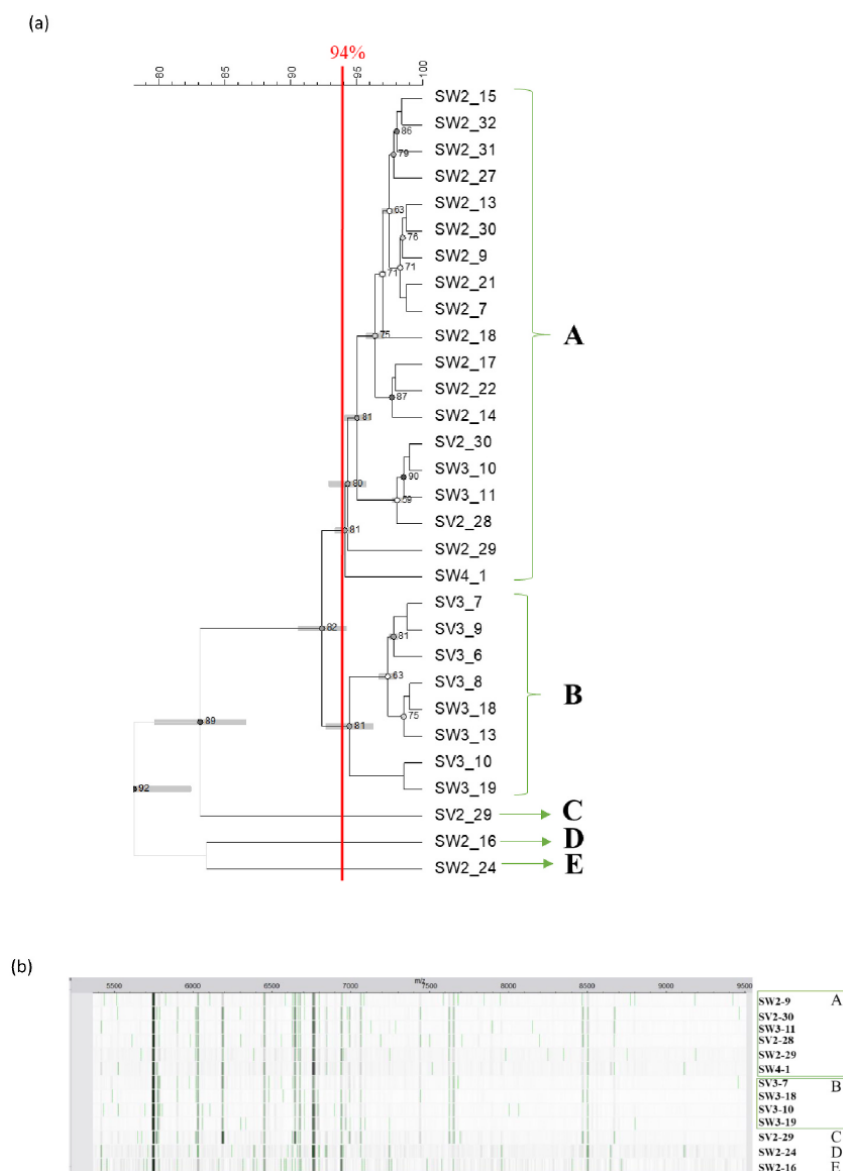 (a)
94%
80 85 90 95 100
SW2_15
SW2_32
86
SW2_31
79
SW2_27
SW2_13
63
SW2_30
76
SW2_9
71
71
SW2_21
SW2_7
75
SW2_18
A
SW2_17
SW2_22
87
SW2_14
81
SV2_30
SW3_10
90
80
SW3_11
59
SV2_28
81
SW2_29
SW4_1
SV3_7
SV3_9
82
81
SV3_6
63
SV3_8
B
SW3_18
75
89
81
SW3_13
SV3_10
92
SW3_19
SV2_29 C
SW2_16 D
SW2_24 E
(b)
m/z
5500 6000 6500 7000 7500 8000 8500 9000 9500
SW2-9 A
SV2-30
SW3-11
SV2-28
SW2-29
SW4-1
SV3-7 B
SW3-18
SV3-10
SW3-19
SV2-29 C
SW2-24 D
SW2-16 E